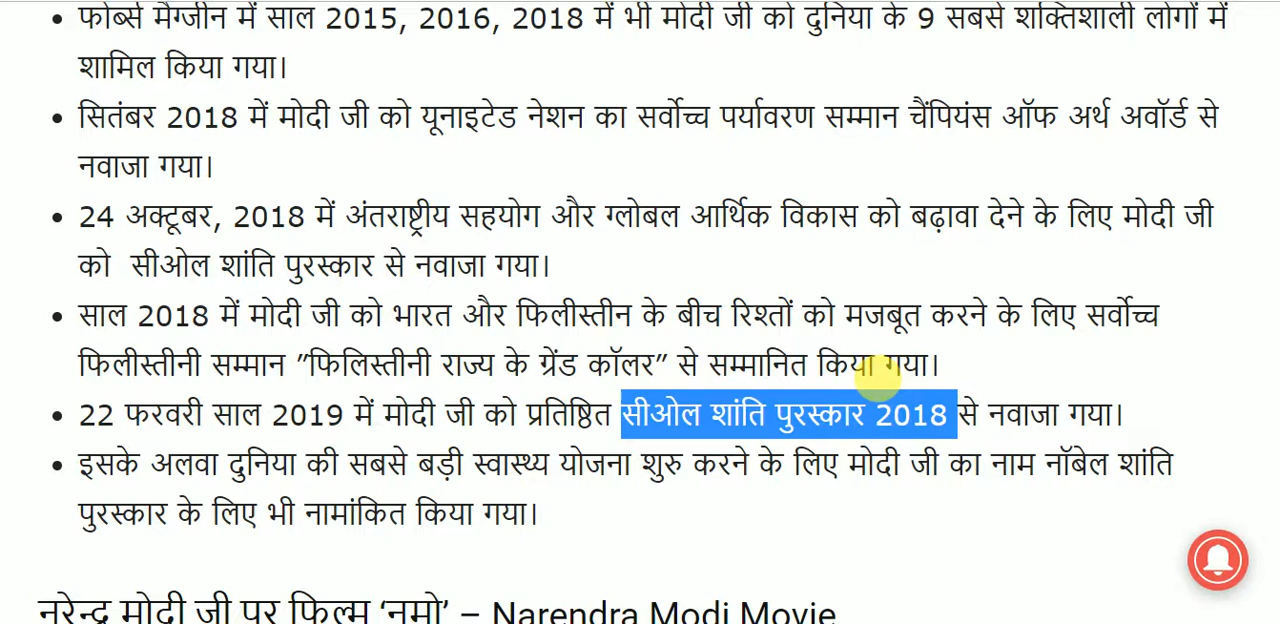 फोर्ब्स मैग्जीन में साल 2015, 2016, 2018 में भी मोदी जी को दुनिया के 9 सबसे शक्तिशाली लोगों में
शामिल किया गया।
सितंबर 2018 में मोदी जी को यूनाइटेड नेशन का सर्वोच्च पर्यावरण सम्मान चैंपियंस ऑफ अर्थ अवॉर्ड से
नवाजा गया।
24 अक्टूबर, 2018 में अंतराष्ट्रीय सहयोग और ग्लोबल आर्थिक विकास को बढ़ावा देने के लिए मोदी जी
को सीओल शांति पुरस्कार से नवाजा गया।
साल 2018 में मोदी जी को भारत और फिलीस्तीन के बीच रिश्तों को मजबूत करने के लिए सर्वोच्च
फिलीस्तीनी सम्मान ”फिलिस्तीनी राज्य के ग्रेंड कॉलर” से सम्मानित किया गया।
22 फरवरी साल 2019 में मोदी जी को प्रतिष्ठित सीओल शांति पुरस्कार 2018 से नवाजा गया।
इसके अलवा दुनिया की सबसे बड़ी स्वास्थ्य योजना शुरु करने के लिए मोदी जी का नाम नॉबेल शांति
पुरस्कार के लिए भी नामांकित किया गया।
नरेन्द्र मोदी जी पर फिल्म ‘नमो’ – Narendra Modi Movie